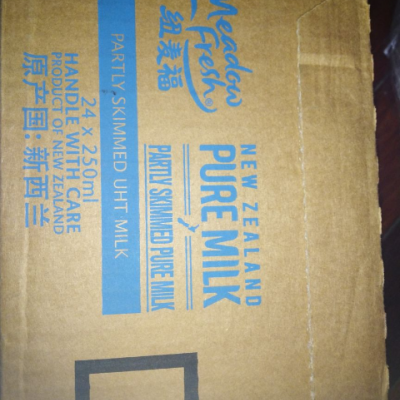 Meadow
Fresh
纽麦福
NEW ZEALAND
PURE MILK
PARTLY SKIMMED PURE MILK
PARTLY SKIMMED UHT MILK
24 x 250ml
HANDLE WITH CARE
PRODUCT OF NEW ZEALAND
原产国：新西兰